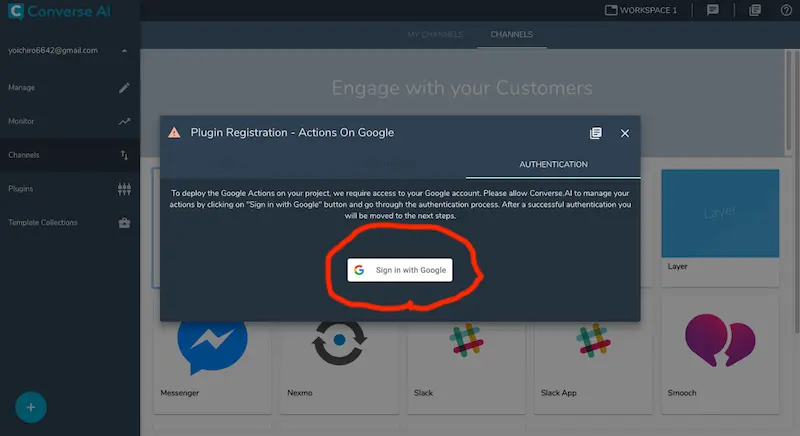 Converse AI
WORKSPACE 1
yoichiro6642@gmail.com
MY CHANNELS
CHANNELS
Manage
Monitor
Channels
Plugins
Template Collections
Engage with your Customers
Plugin Registration - Actions On Google
AUTHENTICATION
To deploy the Google Actions on your project, we require access to your Google account. Please allow Converse.AI to manage your
actions by clicking on "Sign in with Google" button and go through the authentication process. After a successful authentication you
will be moved to the next steps.
Sign in with Google
Layer
Layer
Messenger
Nexmo
Slack
Slack App
Smooch